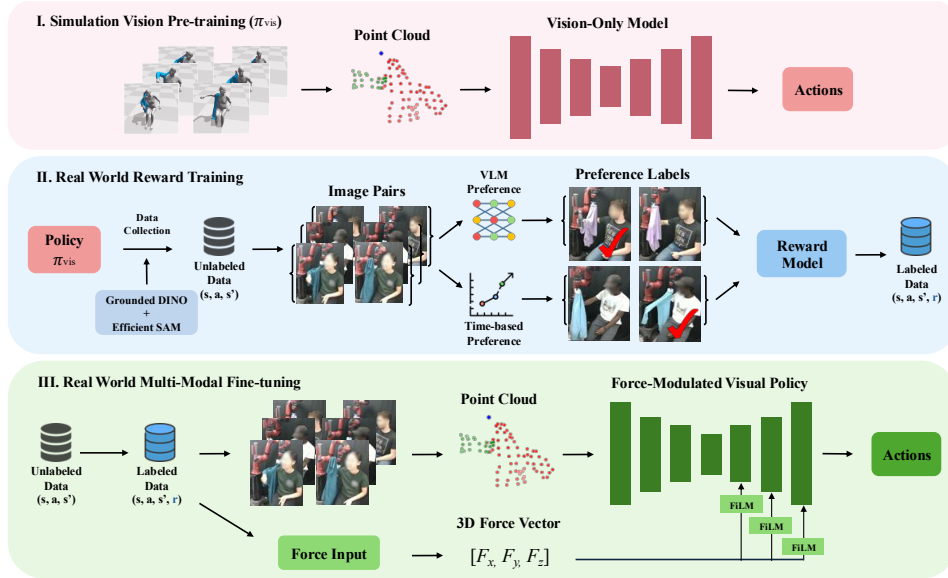 I. Simulation Vision Pre-training (πvis)
Point Cloud
Vision-Only Model
Actions
II. Real World Reward Training
Policy
πvis
Data
Collection
Grounded DINO
+
Efficient SAM
Unlabeled
Data
(s, a, s')
Image Pairs
VLM
Preference
Time-based
Preference
Preference Labels
Reward
Model
Labeled
Data
(s, a, s', r)
III. Real World Multi-Modal Fine-tuning
Unlabeled
Data
(s, a, s')
Labeled
Data
(s, a, s', r)
Point Cloud
Force-Modulated Visual Policy
Actions
Force Input
3D Force Vector
[Fx, Fy, Fz]
FiLM
FiLM
FiLM